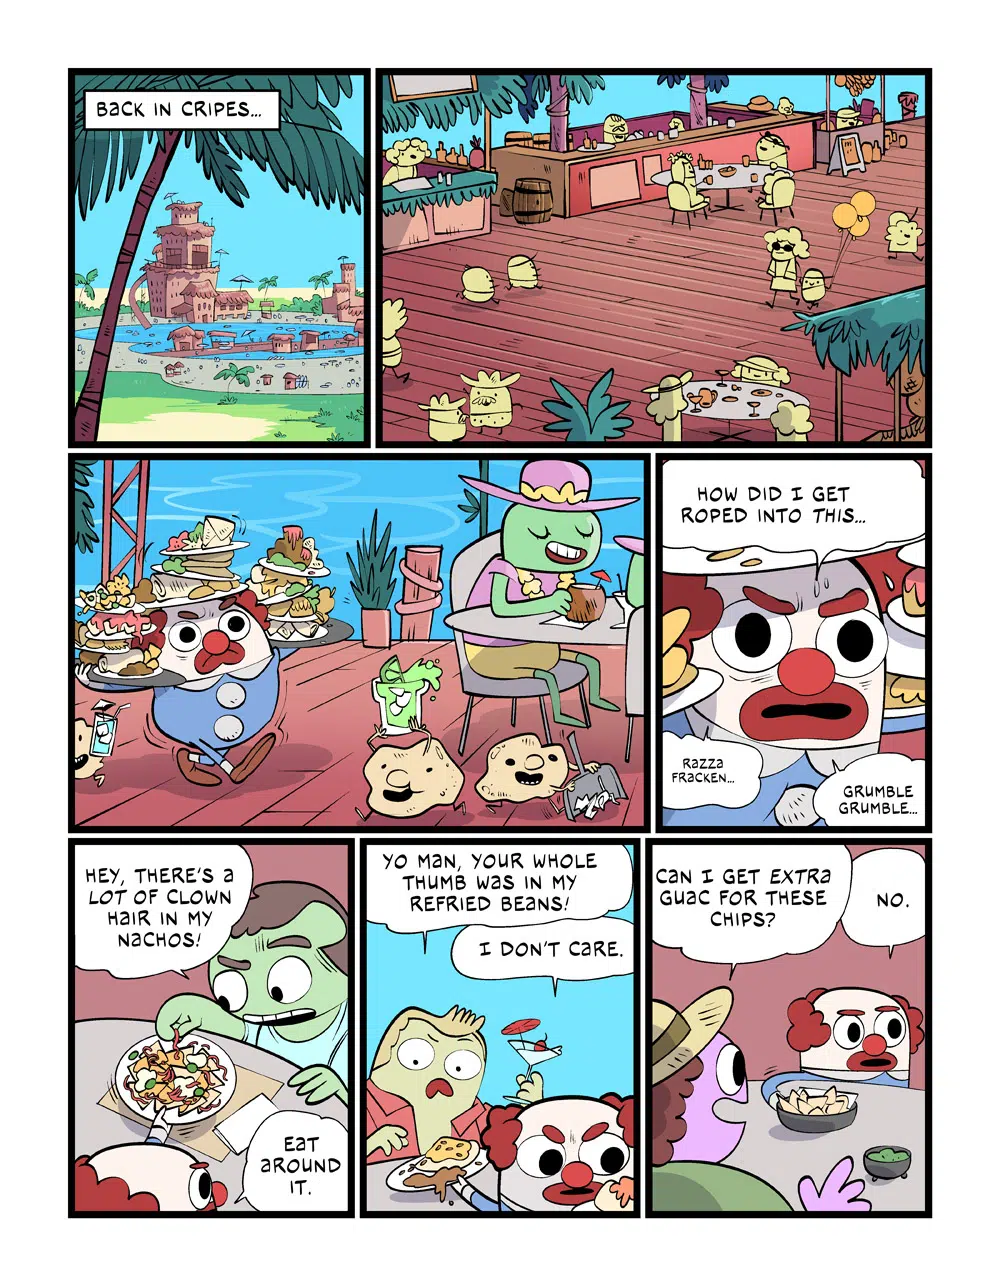 BACK IN CRIPES...
HOW DID I GET
ROPED INTO THIS...
RAZZA
FRACKEN...
GRUMBLE
GRUMBLE...
HEY, THERE'S A
LOT OF CLOWN
HAIR IN MY
NACHOS!
EAT
AROUND
IT.
YO MAN, YOUR WHOLE
THUMB WAS IN MY
REFRIED BEANS!
I DON'T CARE.
CAN I GET EXTRA
GUAC FOR THESE
CHIPS?
NO.